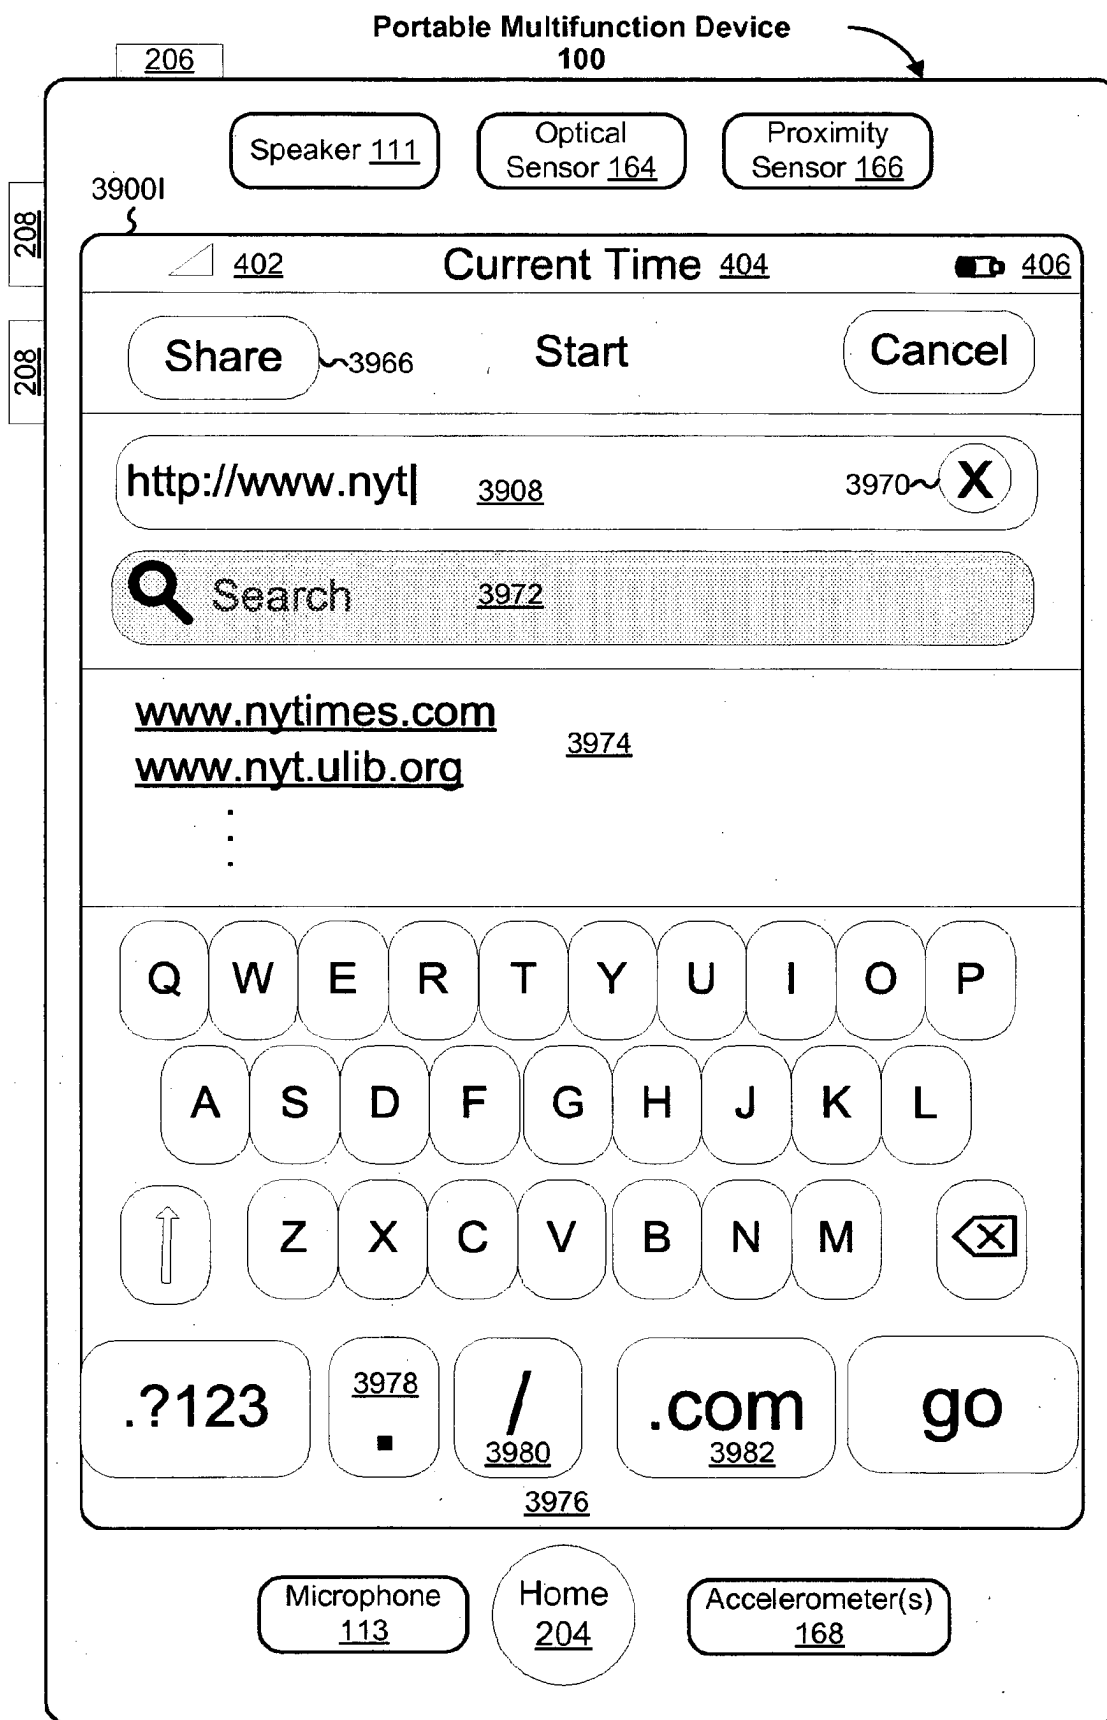 Portable Multifunction Device
100
206
Speaker 111
Optical
Sensor 164
Proximity
Sensor 166
208
208
3900I
402
Current Time 404
406
Share
3966
Start
Cancel
http://www.nyt
3908
3970
X
Search
3972
www.nytimes.com
www.nyt.ulib.org
3974
Q W E R T Y U I O P
A S D F G H J K L
Z X C V B N M
.?123
3978
.
/
3980
.com
3982
go
3976
Microphone
113
Home
204
Accelerometer(s)
168